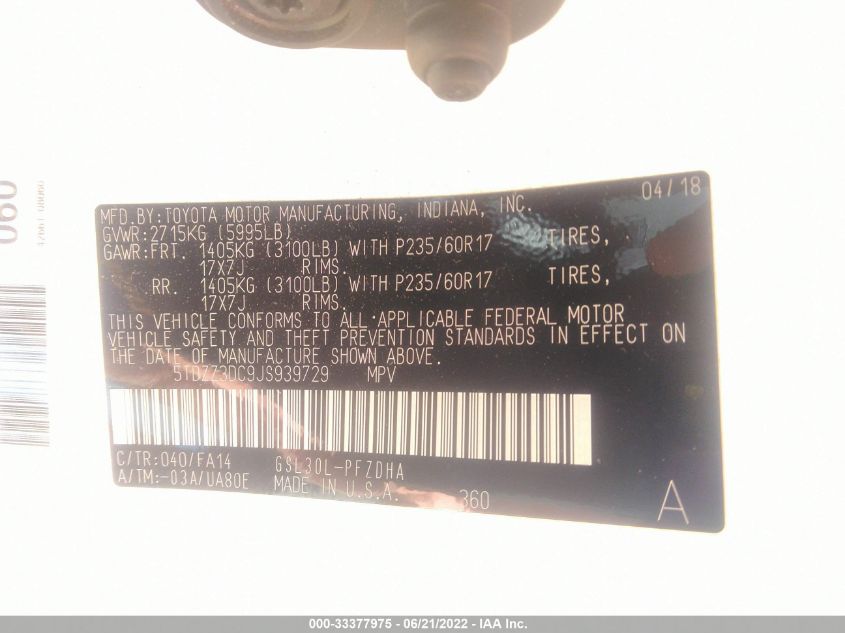 04/18
MFD.BY:TOYOTA MOTOR MANUFACTURING, INDIANA, INC.
GVWR:2715KG (5995LB)
GAWR:FRT. 1405KG (3100LB) WITH P235/60R17 TIRES,
17X7J RIMS.
RR. 1405KG (3100LB) WITH P235/60R17 TIRES,
17X7J RIMS.
THIS VEHICLE CONFORMS TO ALL APPLICABLE FEDERAL MOTOR
VEHICLE SAFETY AND THEFT PREVENTION STANDARDS IN EFFECT ON
THE DATE OF MANUFACTURE SHOWN ABOVE.
5TDZZ3DC9JS939729 MPV
C/TR:040/FA14 GSL30L-PFZDHA
A/TM:-03A/UA80E MADE IN U.S.A. 360
A
060
000-33377975 - 06/21/2022 - IAA Inc.